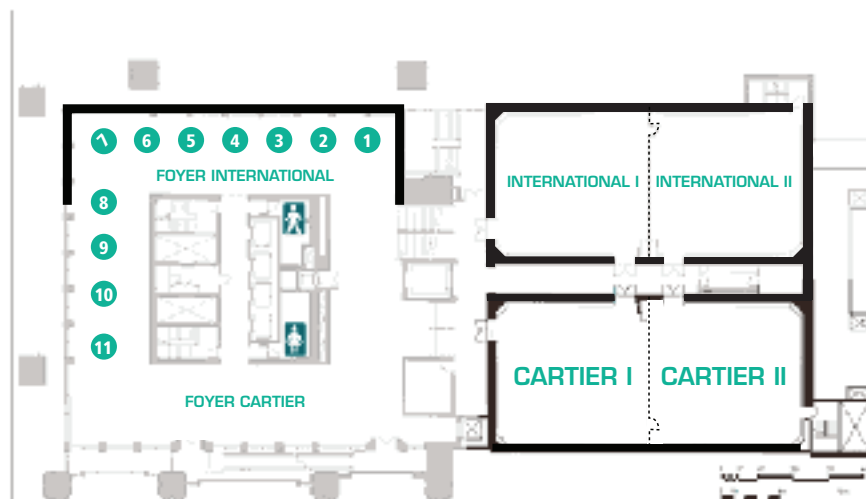 7 6 5 4 3 2 1
FOYER INTERNATIONAL
8
9
10
11
FOYER CARTIER
INTERNATIONAL I INTERNATIONAL II
CARTIER I CARTIER II